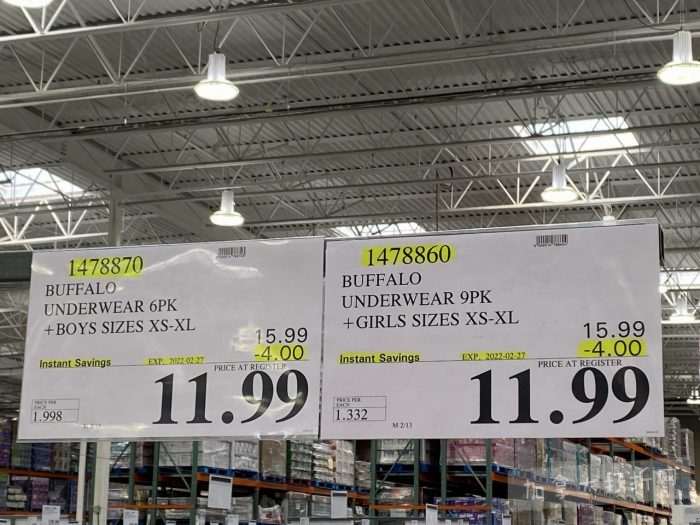 1478870
BUFFALO
UNDERWEAR 6PK
+BOYS SIZES XS-XL
15.99
Instant Savings
EXP. 2022-02-27
-4.00
PRICE AT REGISTER
PRICE PER
EACH
1.998
11.99
1478860
BUFFALO
UNDERWEAR 9PK
+GIRLS SIZES XS-XL
15.99
Instant Savings
EXP. 2022-02-27
-4.00
PRICE AT REGISTER
PRICE PER
EACH
1.332
M 2/13
11.99